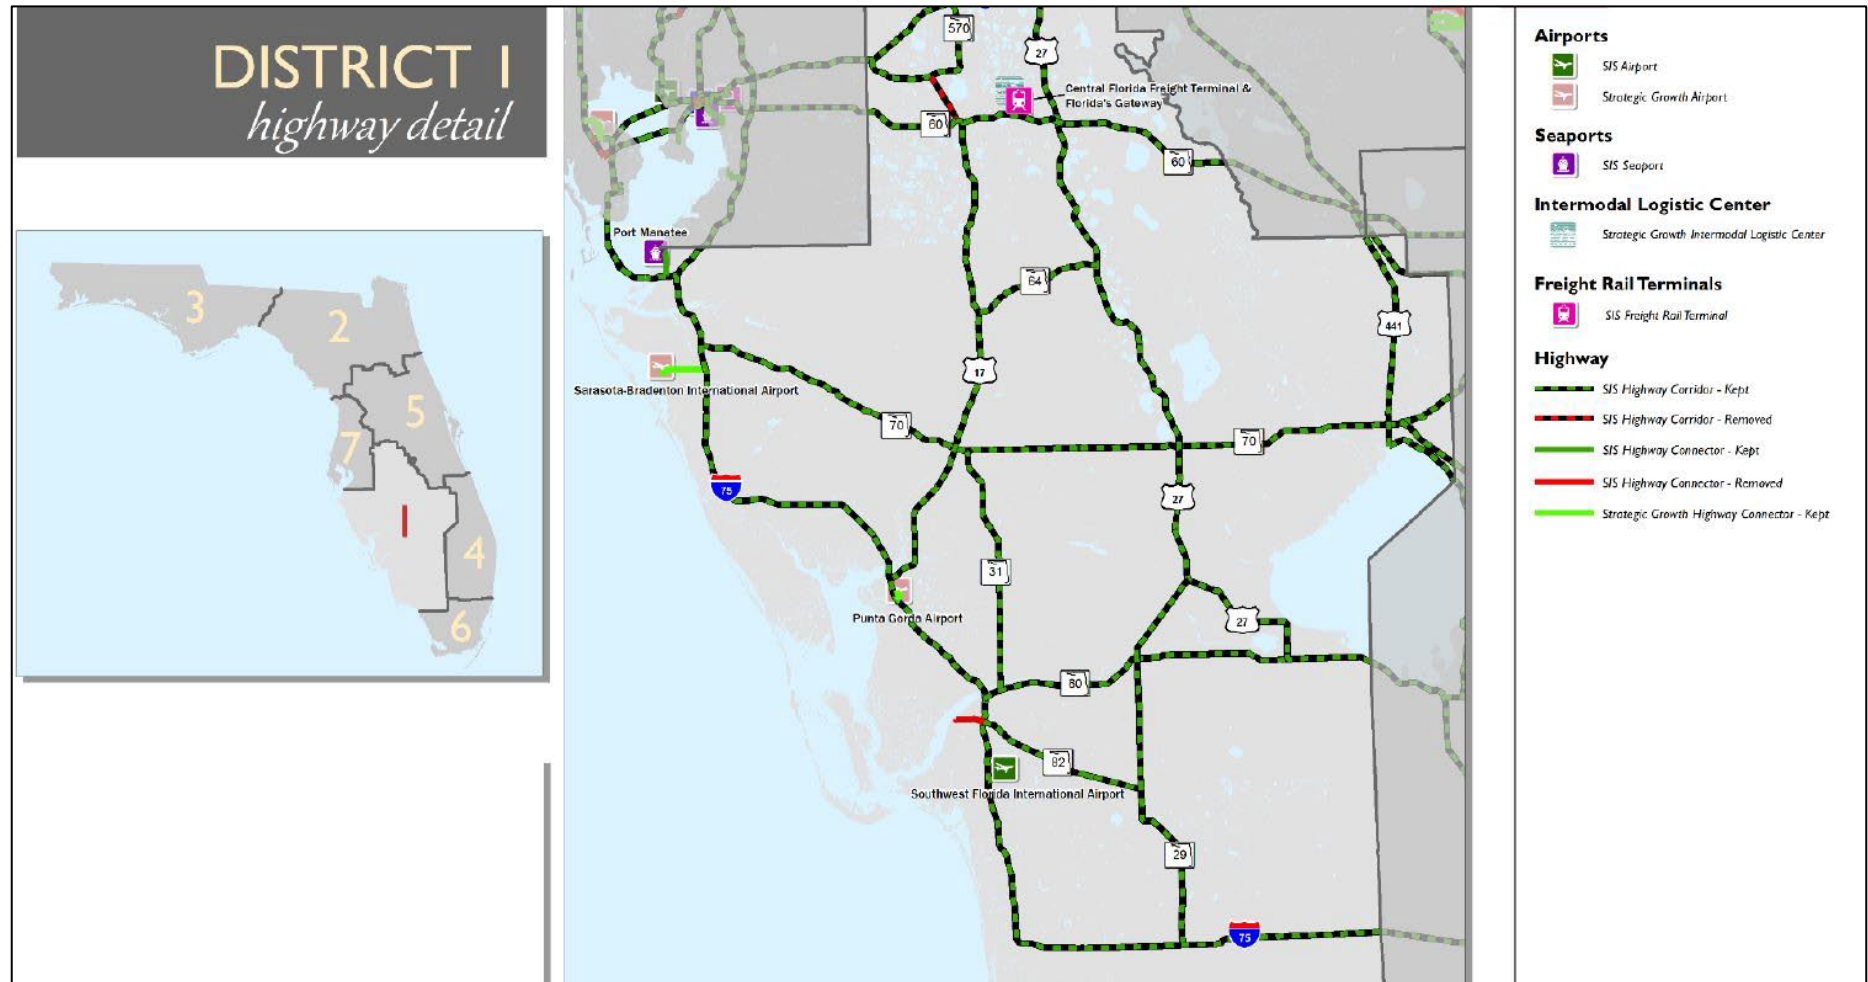 DISTRICT 1
highway detail
3
2
5
7
1
4
6
570
27
Central Florida Freight Terminal &
Florida's Gateway
60
60
Port Manatee
64
441
17
Sarasota-Bradenton International Airport
70
70
75
27
31
Punta Gorda Airport
27
80
82
Southwest Florida International Airport
29
75
Airports
SIS Airport
Strategic Growth Airport
Seaports
SIS Seaport
Intermodal Logistic Center
Strategic Growth Intermodal Logistic Center
Freight Rail Terminals
SIS Freight Rail Terminal
Highway
SIS Highway Corridor - Kept
SIS Highway Corridor - Removed
SIS Highway Connector - Kept
SIS Highway Connector - Removed
Strategic Growth Highway Connector - Kept